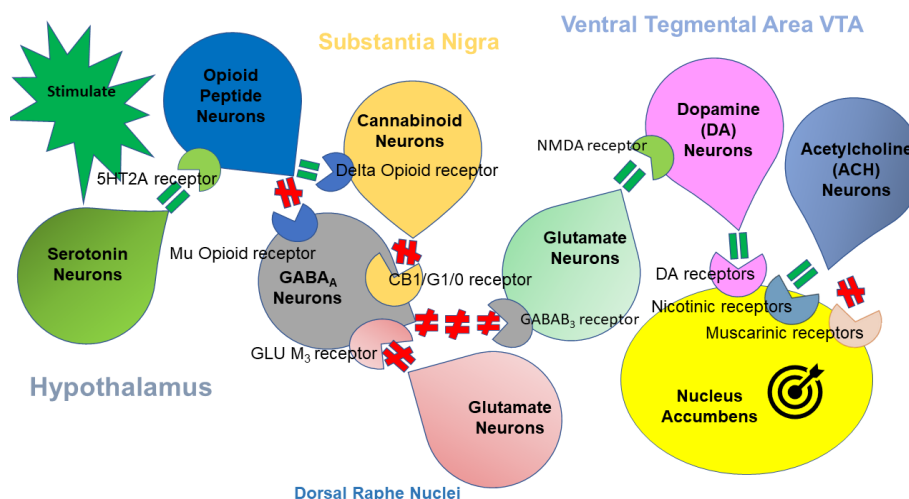 Substantia Nigra
Ventral Tegmental Area VTA
Stimulate
Opioid
Peptide
Neurons
Cannabinoid
Neurons
Dopamine
(DA)
Neurons
Acetylcholine
(ACH)
Neurons
NMDA receptor
5HT2A receptor
Delta Opioid receptor
Serotonin
Neurons
Mu Opioid receptor
GABAA
Neurons
CB1/G1/0 receptor
Glutamate
Neurons
DA receptors
Nicotinic receptors
Muscarinic receptors
GABAB3 receptor
GLU M3 receptor
Hypothalamus
Glutamate
Neurons
Nucleus
Accumbens
Dorsal Raphe Nuclei